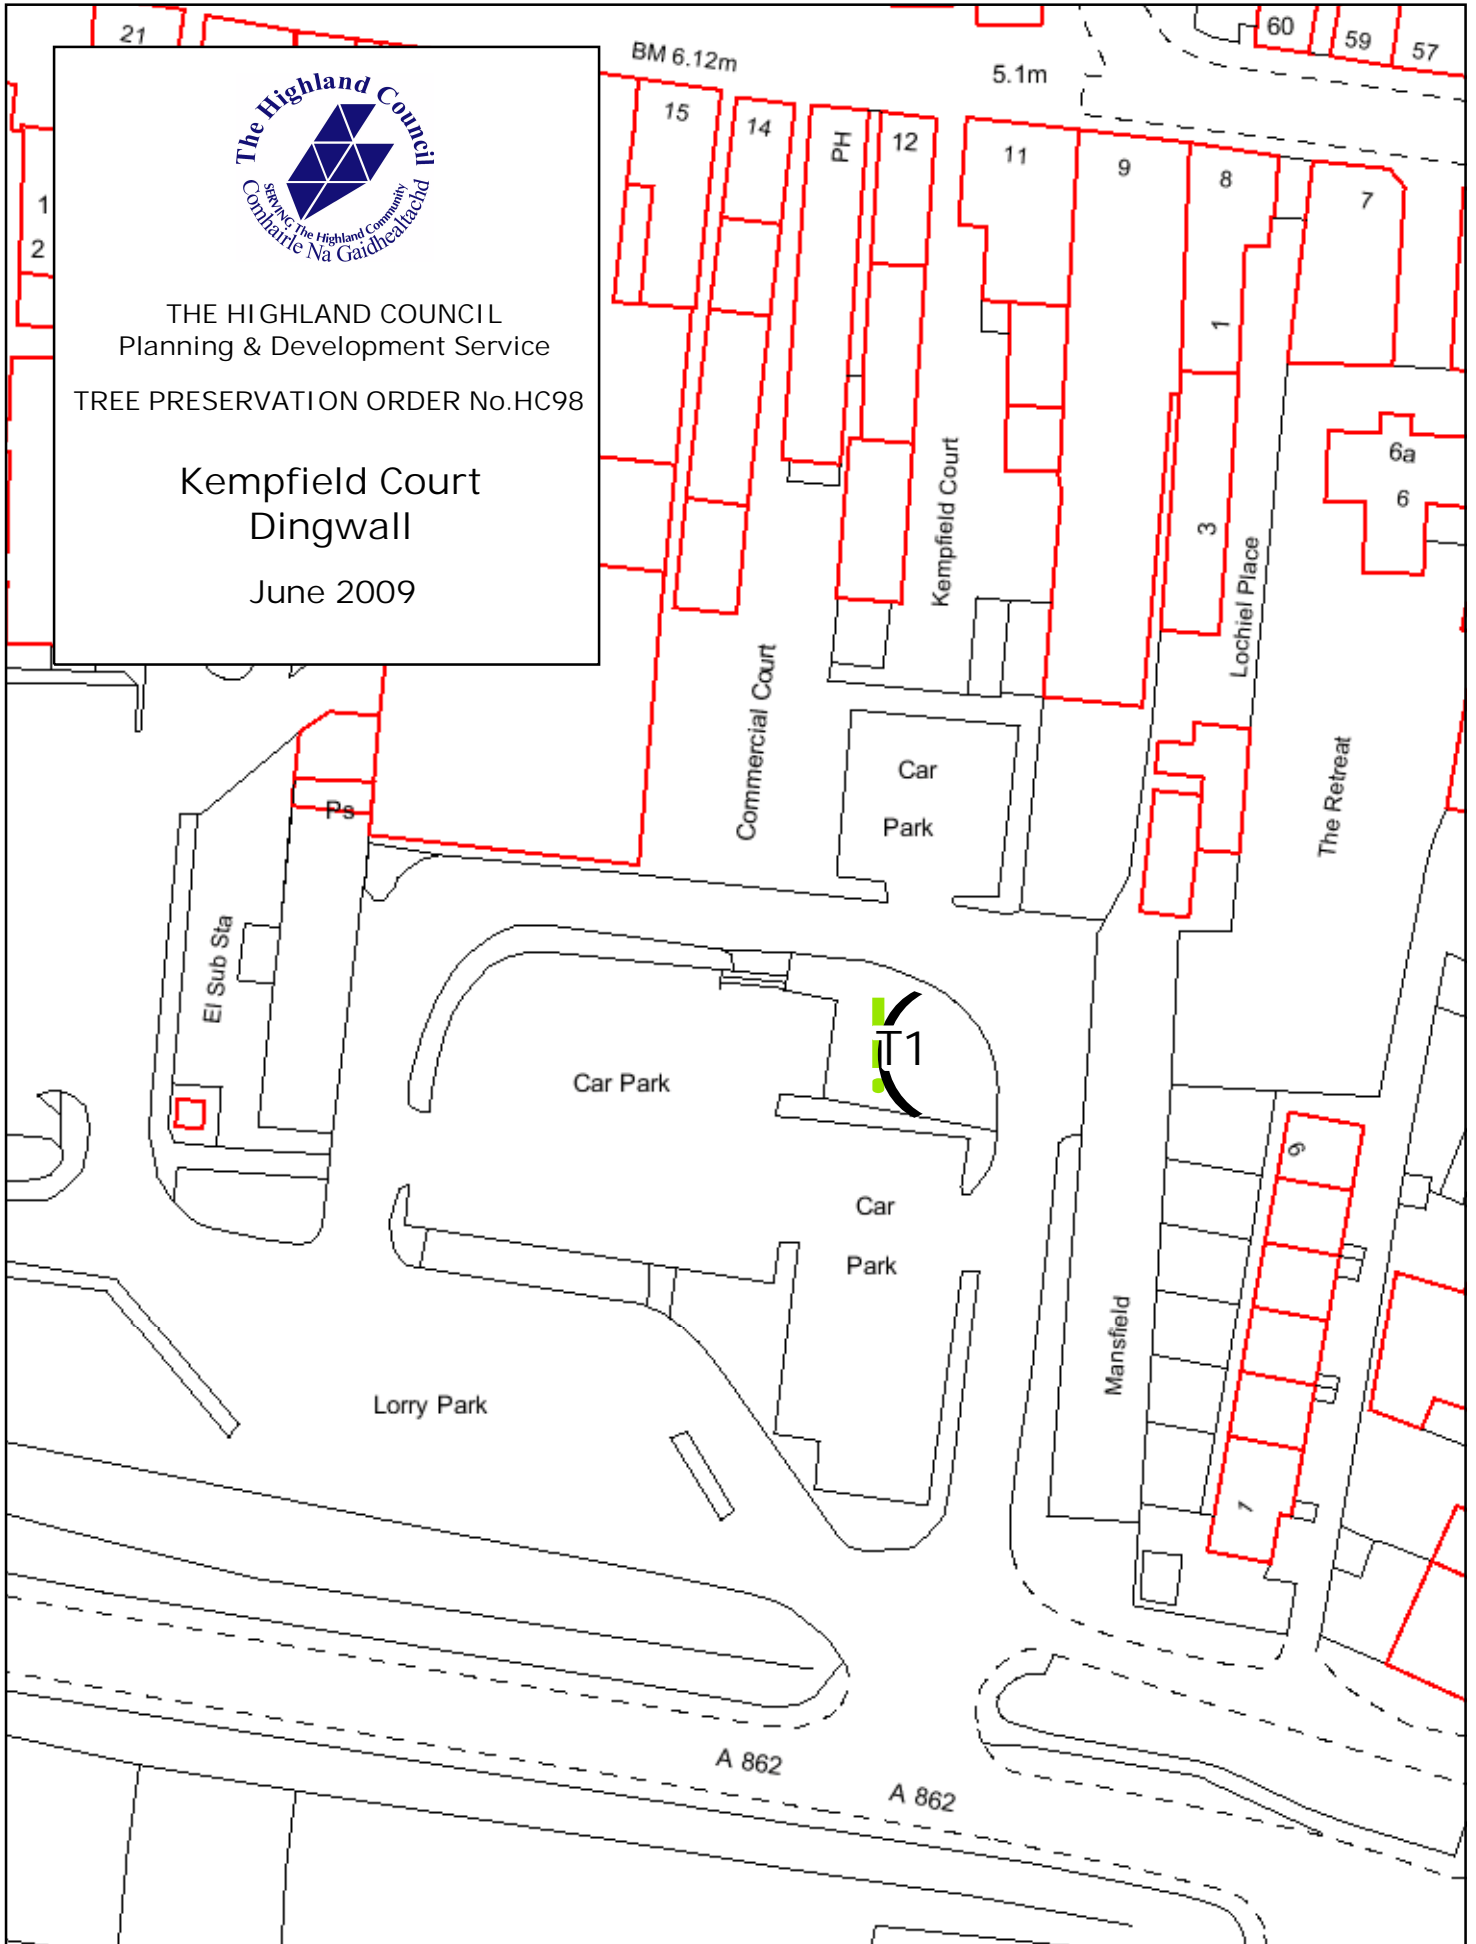 21
BM 6.12m
5.1m
60
59
57
The Highland Council
SERVING The Highland Community
Comhairle Na Gaidhealtachd
15
14
PH
12
11
9
8
7
1
2
1
THE HIGHLAND COUNCIL
Planning & Development Service
TREE PRESERVATION ORDER No.HC98
Kempfield Court
Dingwall
June 2009
6a
6
3
Kempfield Court
Lochiel Place
Commercial Court
The Retreat
Car
Park
Ps
El Sub Sta
T1
Car Park
6
Car
Park
Mansfield
Lorry Park
1
A 862
A 862